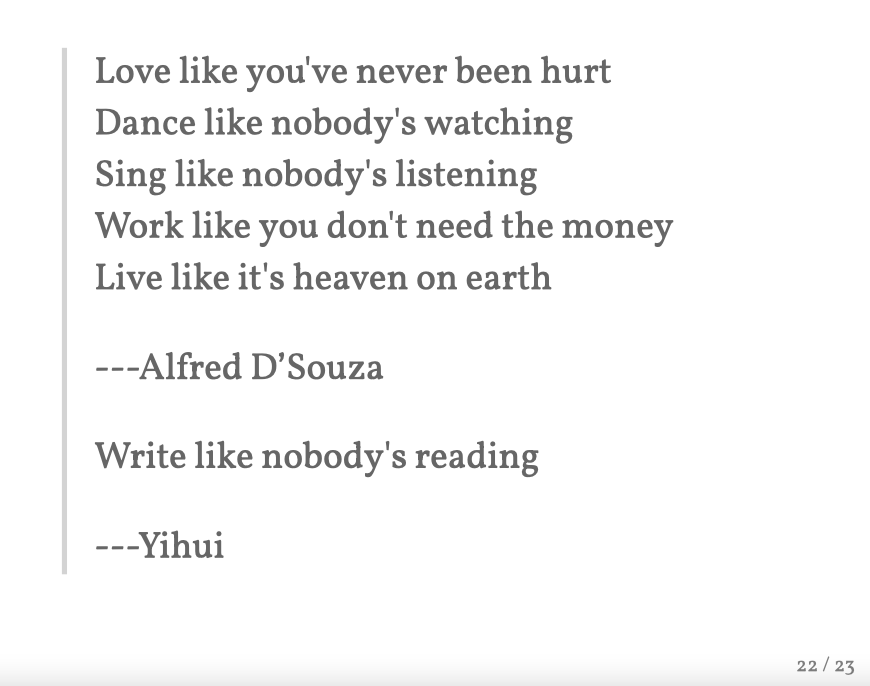 Love like you've never been hurt
Dance like nobody's watching
Sing like nobody's listening
Work like you don't need the money
Live like it's heaven on earth
---Alfred D’Souza
Write like nobody's reading
---Yihui
22 / 23